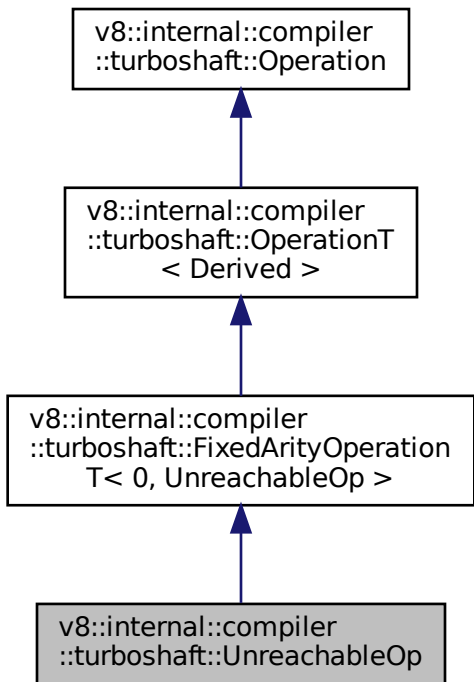 v8::internal::compiler
::turboshaft::Operation
v8::internal::compiler
::turboshaft::OperationT
< Derived >
v8::internal::compiler
::turboshaft::FixedArityOperation
T< 0, UnreachableOp >
v8::internal::compiler
::turboshaft::UnreachableOp